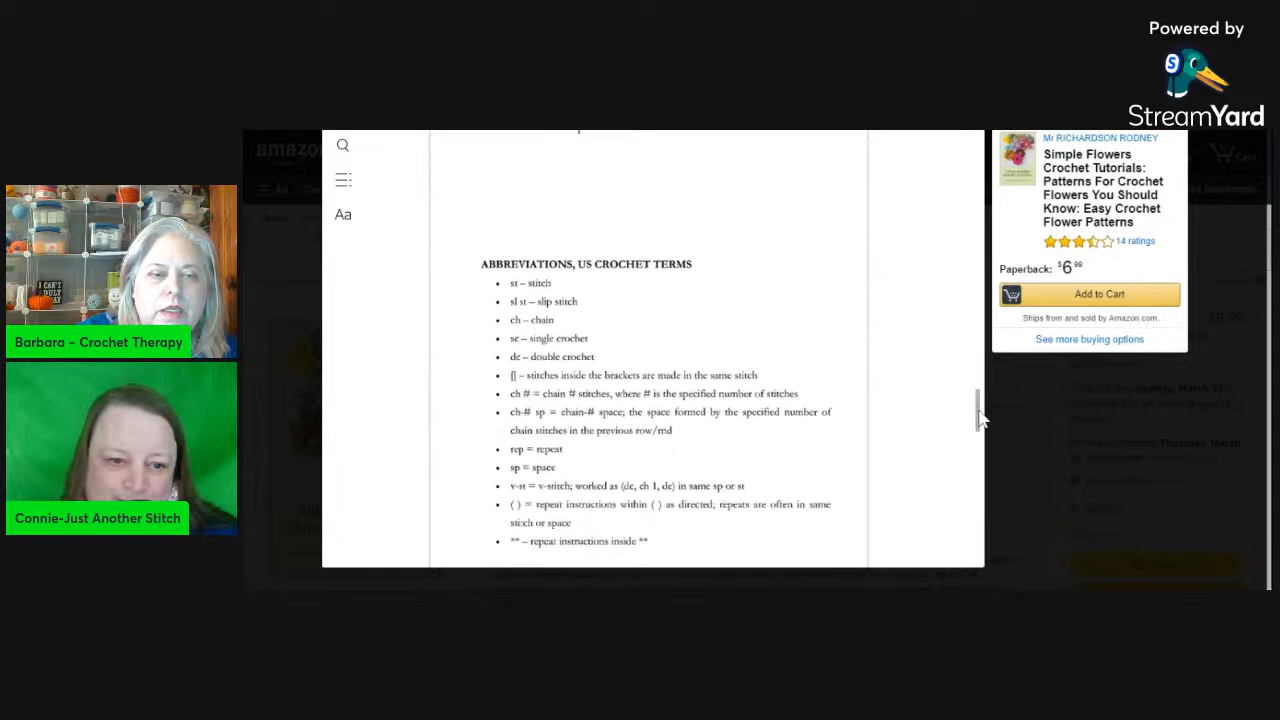 Powered by
StreamYard
amazon
Cart
Mr RICHARDSON RODNEY
Simple Flowers
Crochet Tutorials:
Patterns For Crochet
Flowers You Should
Know: Easy Crochet
Flower Patterns
14 ratings
Paperback: $6.99
Add to Cart
Ships from and sold by Amazon.com.
See more buying options
Aa
ABBREVIATIONS, US CROCHET TERMS
• st – stitch
• sl st – slip stitch
• ch – chain
• sc – single crochet
• dc – double crochet
• [] – stitches inside the brackets are made in the same stitch
• ch # = chain # stitches, where # is the specified number of stitches
• ch-# sp = chain-# space; the space formed by the specified number of
chain stitches in the previous row/rnd
• rep = repeat
• sp = space
• v-st = v-stitch; worked as (dc, ch 1, dc) in same sp or st
• ( ) = repeat instructions within ( ) as directed; repeats are often in same
stitch or space
• ** – repeat instructions inside **
I CAN'T
ADULT
Barbara – Crochet Therapy
Connie-Just Another Stitch